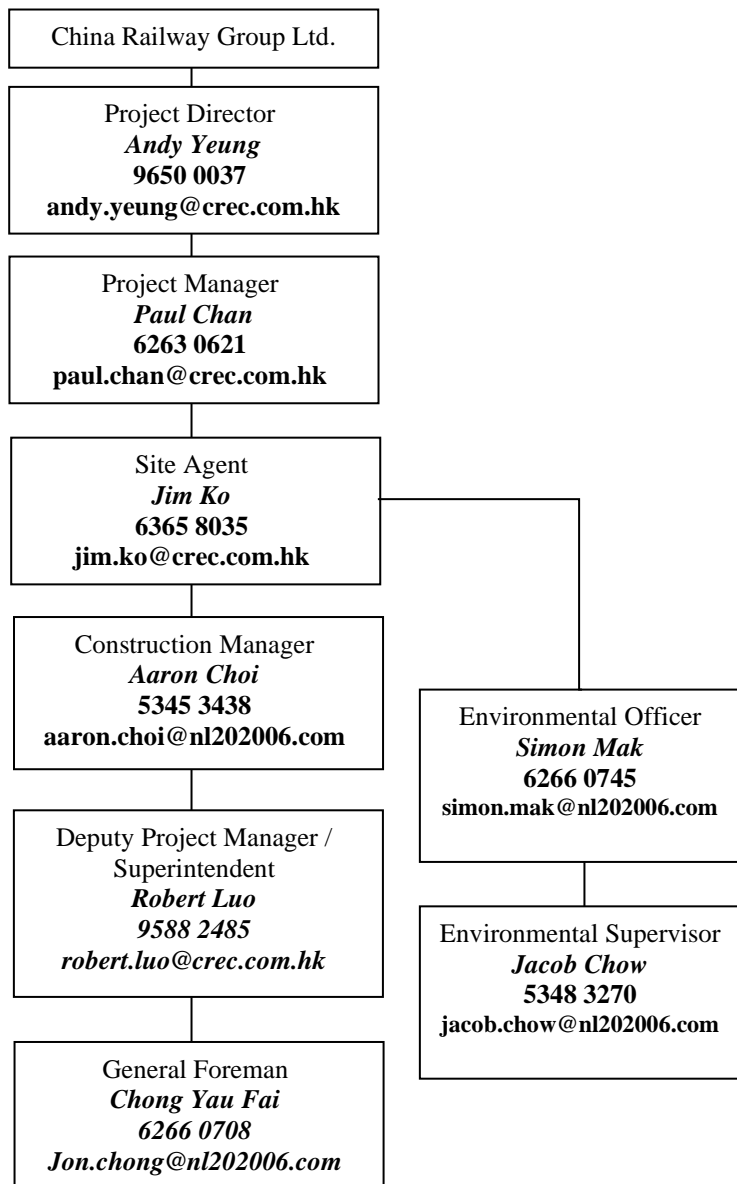 China Railway Group Ltd.
Project Director
Andy Yeung
9650 0037
andy.yeung@crec.com.hk
Project Manager
Paul Chan
6263 0621
paul.chan@crec.com.hk
Site Agent
Jim Ko
6365 8035
jim.ko@crec.com.hk
Construction Manager
Aaron Choi
5345 3438
aaron.choi@nl202006.com
Deputy Project Manager /
Superintendent
Robert Luo
9588 2485
robert.luo@crec.com.hk
General Foreman
Chong Yau Fai
6266 0708
Jon.chong@nl202006.com
Environmental Officer
Simon Mak
6266 0745
simon.mak@nl202006.com
Environmental Supervisor
Jacob Chow
5348 3270
jacob.chow@nl202006.com